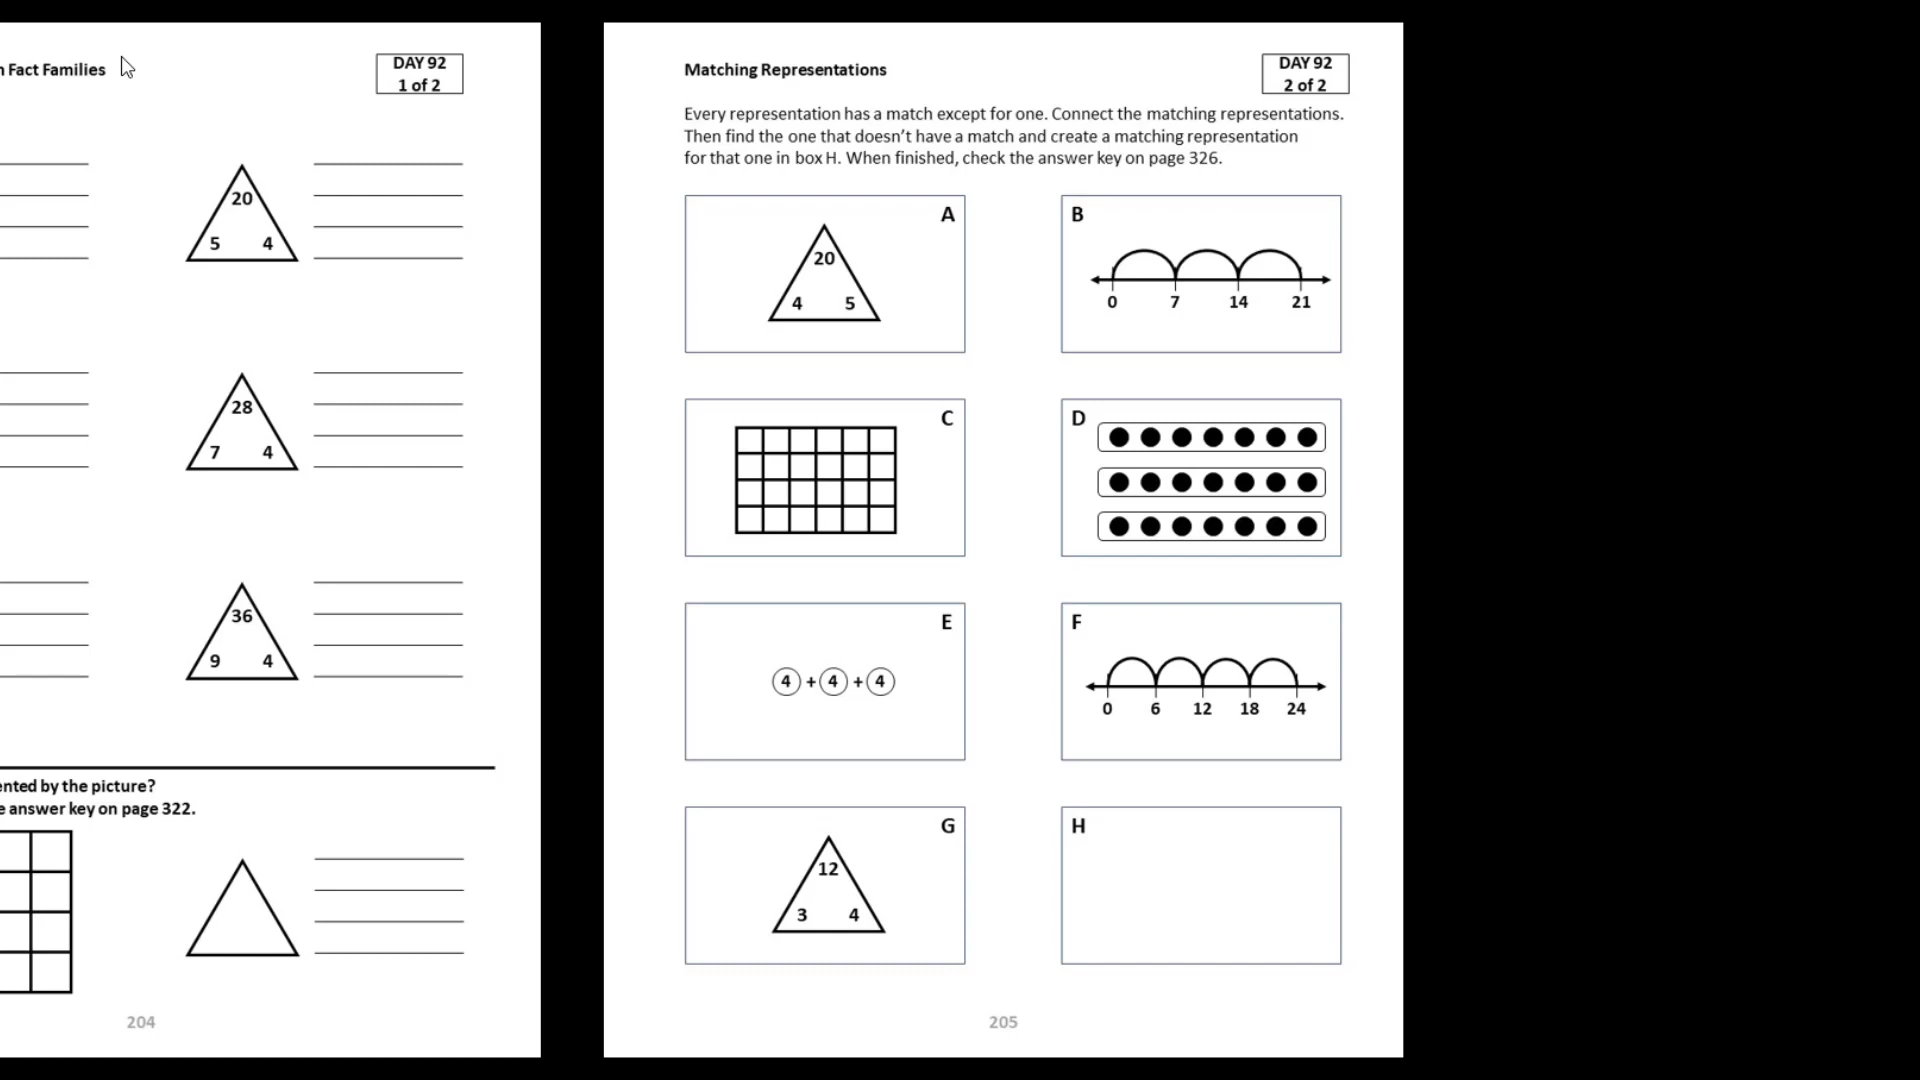 n Fact Families
DAY 92
1 of 2
20
5 4
28
7 4
36
9 4
ented by the picture?
e answer key on page 322.
204
Matching Representations
DAY 92
2 of 2
Every representation has a match except for one. Connect the matching representations.
Then find the one that doesn't have a match and create a matching representation
for that one in box H. When finished, check the answer key on page 326.
A
20
4 5
B
0 7 14 21
C
D
E
4 + 4 + 4
F
0 6 12 18 24
G
12
3 4
H
205